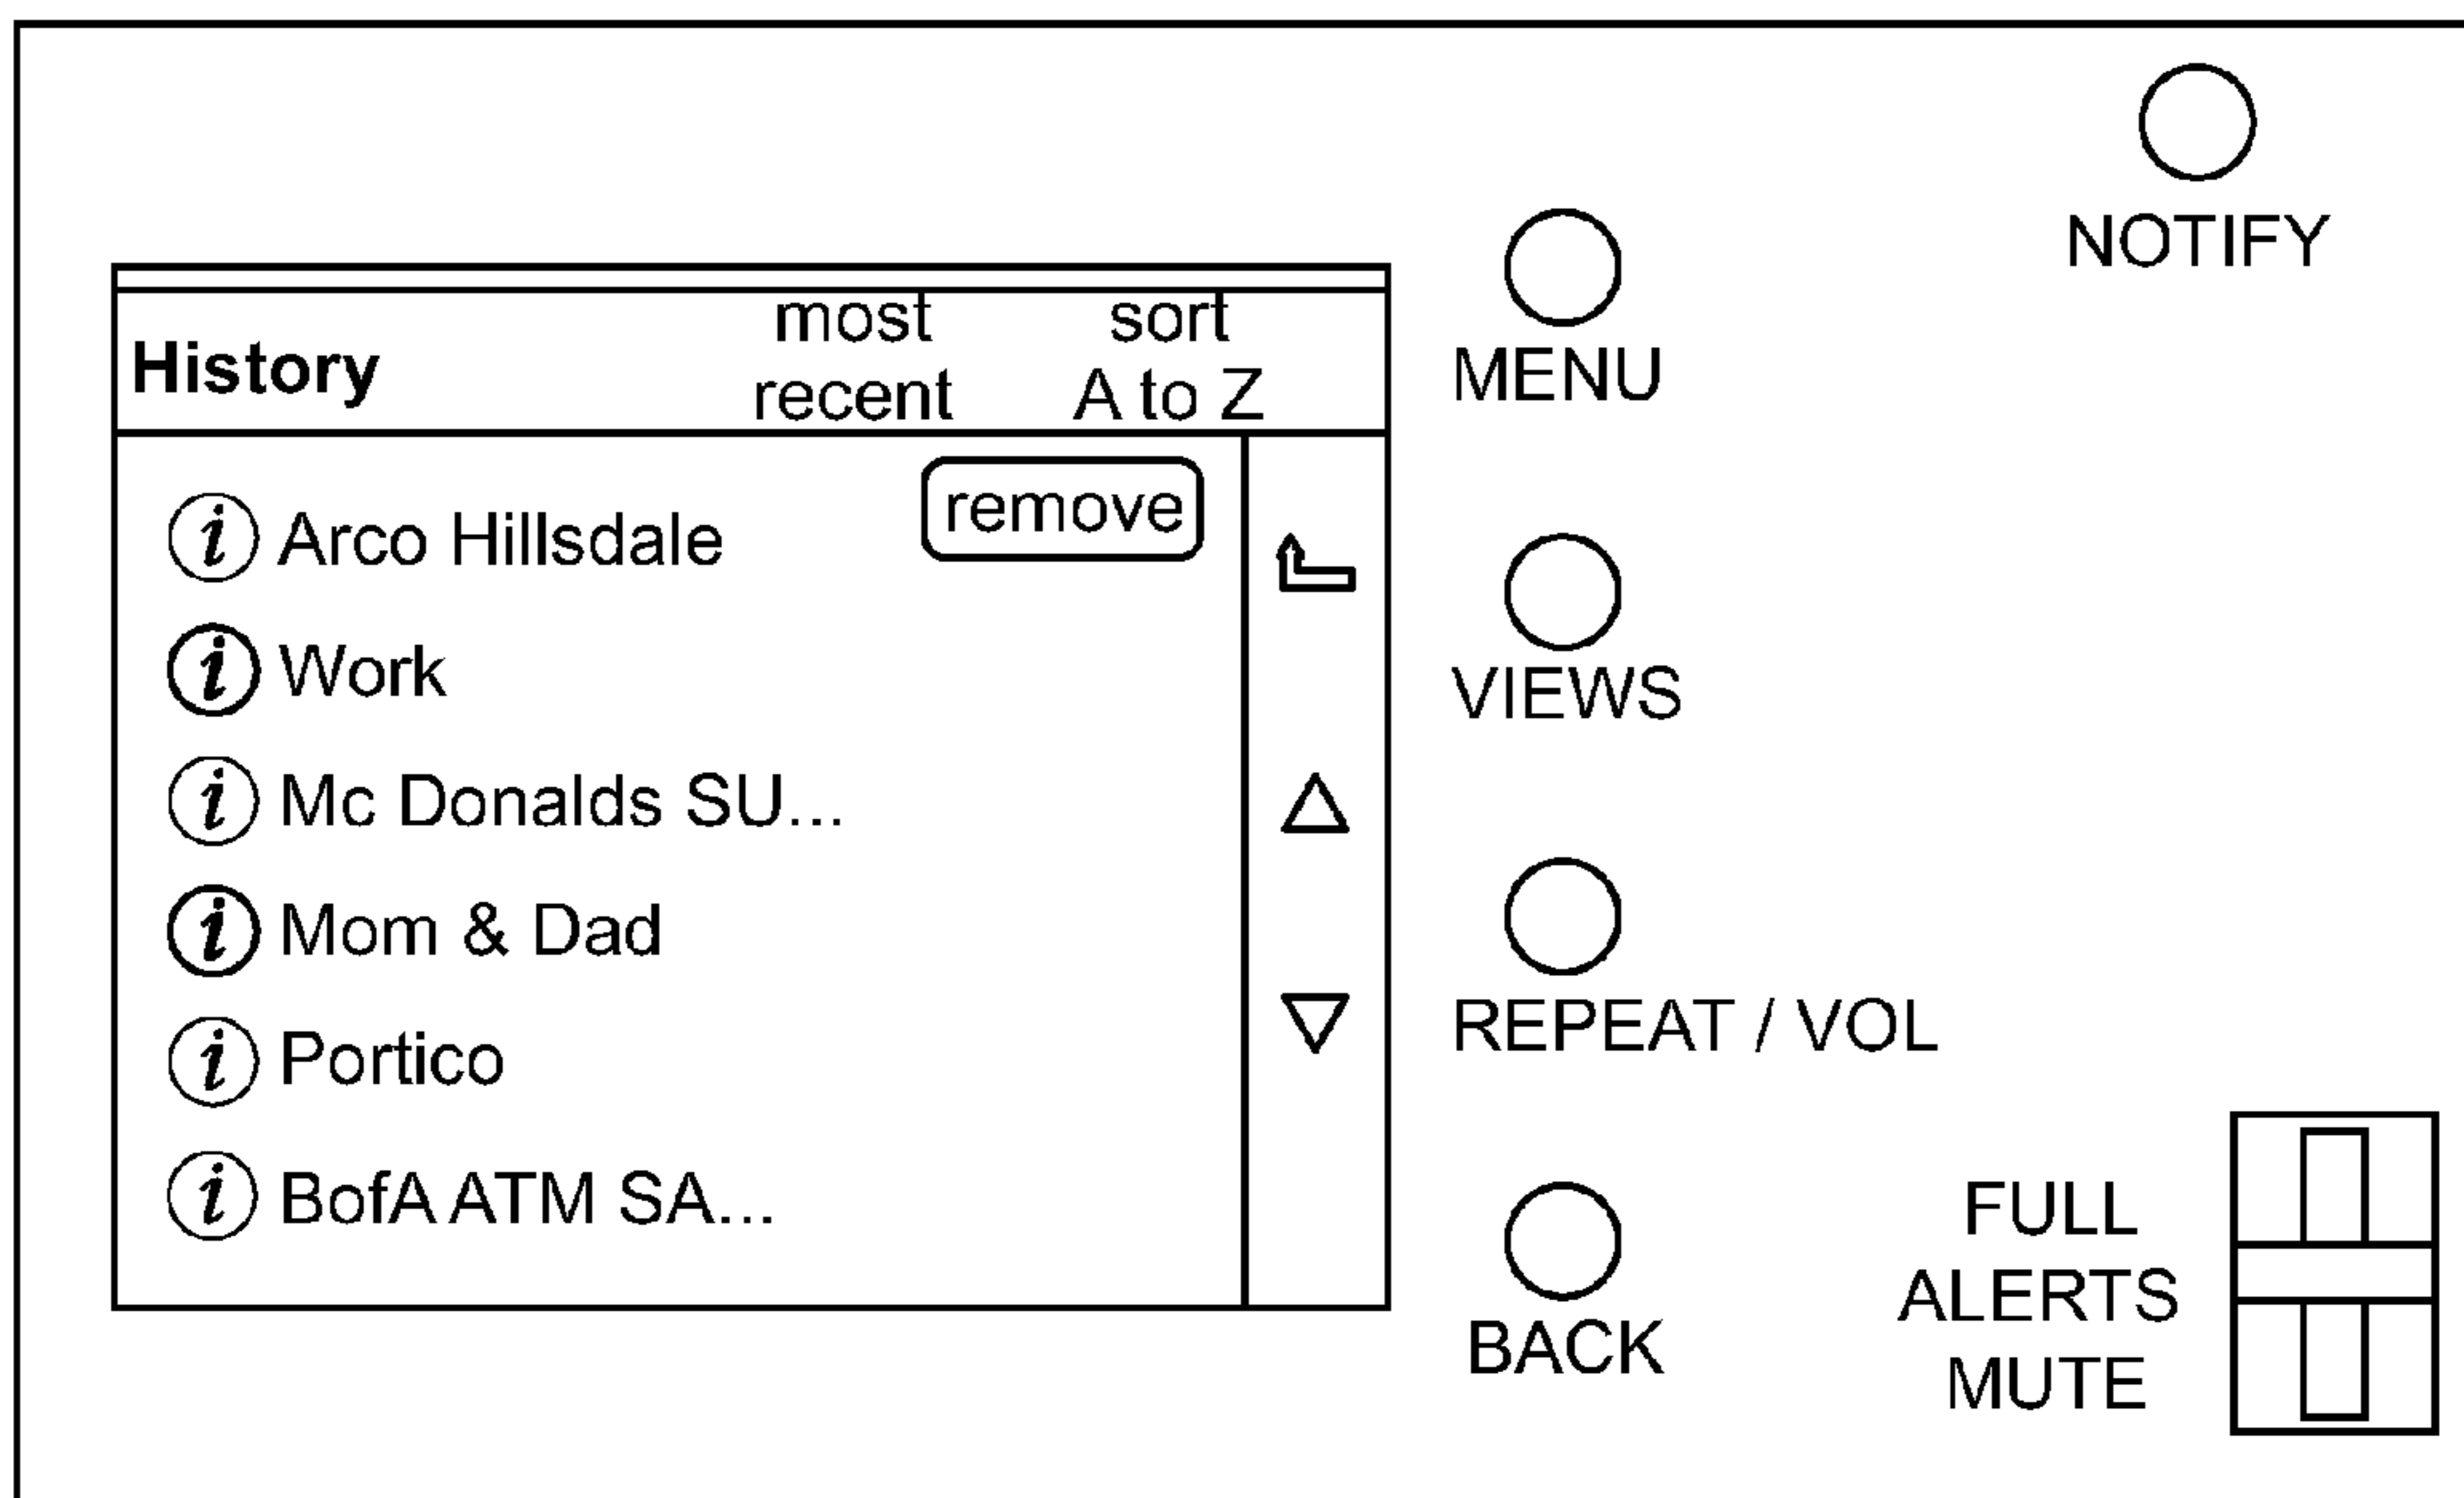 NOTIFY
most sort
History
recent A to Z
MENU
remove
i Arco Hillsdale
i Work
VIEWS
i Mc Donalds SU...
i Mom & Dad
REPEAT / VOL
i Portico
i BofA ATM SA...
FULL
ALERTS
BACK
MUTE